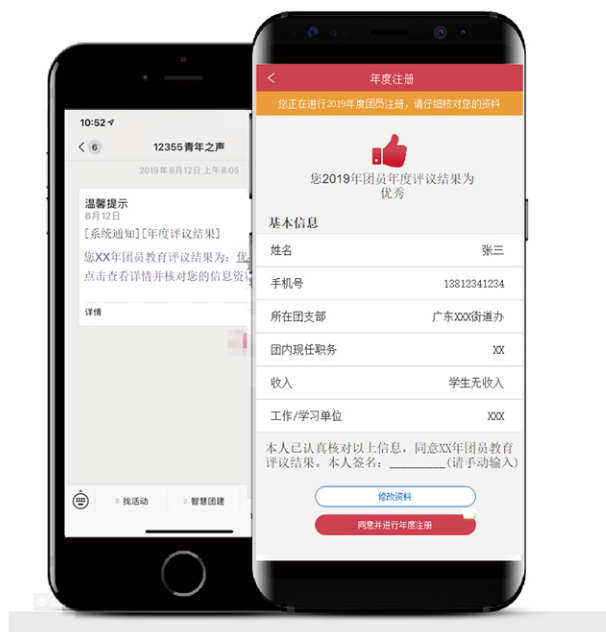 10:52
6
12355青年之声
2019年8月12日 上午8:05
温馨提示
8月12日
[系统通知][年度评议结果]
您XX年团员教育评议结果为：优
点击查看详情并核对您的信息资
详情
找活动
智慧团建
年度注册
您正在进行2019年度团员注册，请仔细核对您的资料
您2019年团员年度评议结果为
优秀
基本信息
姓名 张三
手机号 13812341234
所在团支部 广东XXX街道办
团内现任职务 XX
收入 学生无收入
工作/学习单位 XXX
本人已认真核对以上信息，同意XX年团员教育
评议结果。本人签名：_________(请手动输入)
修改资料
同意并进行年度注册